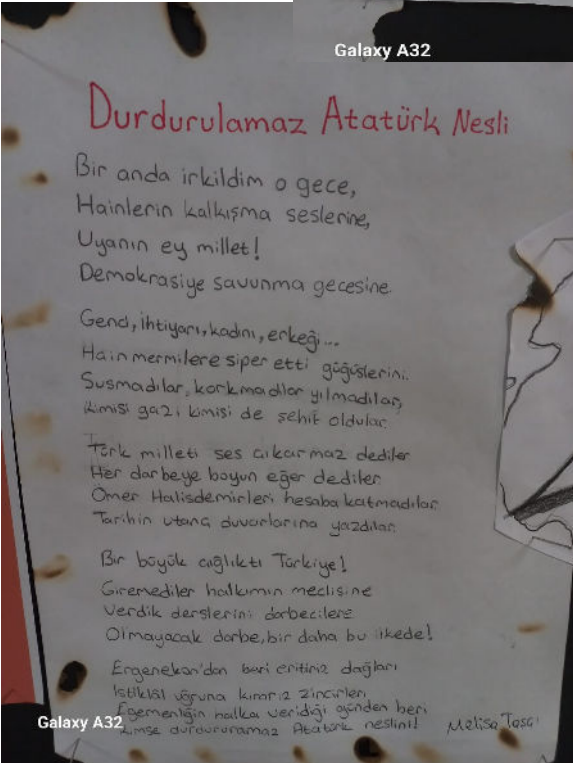 Galaxy A32
Durdurulamaz Atatürk Nesli
Bir anda irkildim o gece,
Hainlerin kalkışma seslerine,
Uyanın ey millet!
Demokrasiye savunma gecesine.
Genci, ihtiyarı, kadını, erkeği...
Hain mermilere siper etti göğüslerini.
Susmadılar, korkmadılar yılmadılar,
Kimisi gazi kimisi de şehit oldular.
Türk milleti ses çıkarmaz dediler
Her darbeye boyun eğer dediler
Ömer Halisdemirleri hesaba katmadılar
Tarihin utanç duvarlarına yazdılar.
Bir büyük çığlıktı Türkiye!
Giremediler halkımın meclisine
Verdik derslerini darbecilere
Olmayacak darbe, bir daha bu ülkede!
Ergenekon'dan beri eritiriz dağları
İstiklâl uğruna kırarız zincirleri
Egemenliğin halka verildiği günden beri
Kimse durdururamaz Atatürk neslini!
Melisa Taşçı
Galaxy A32